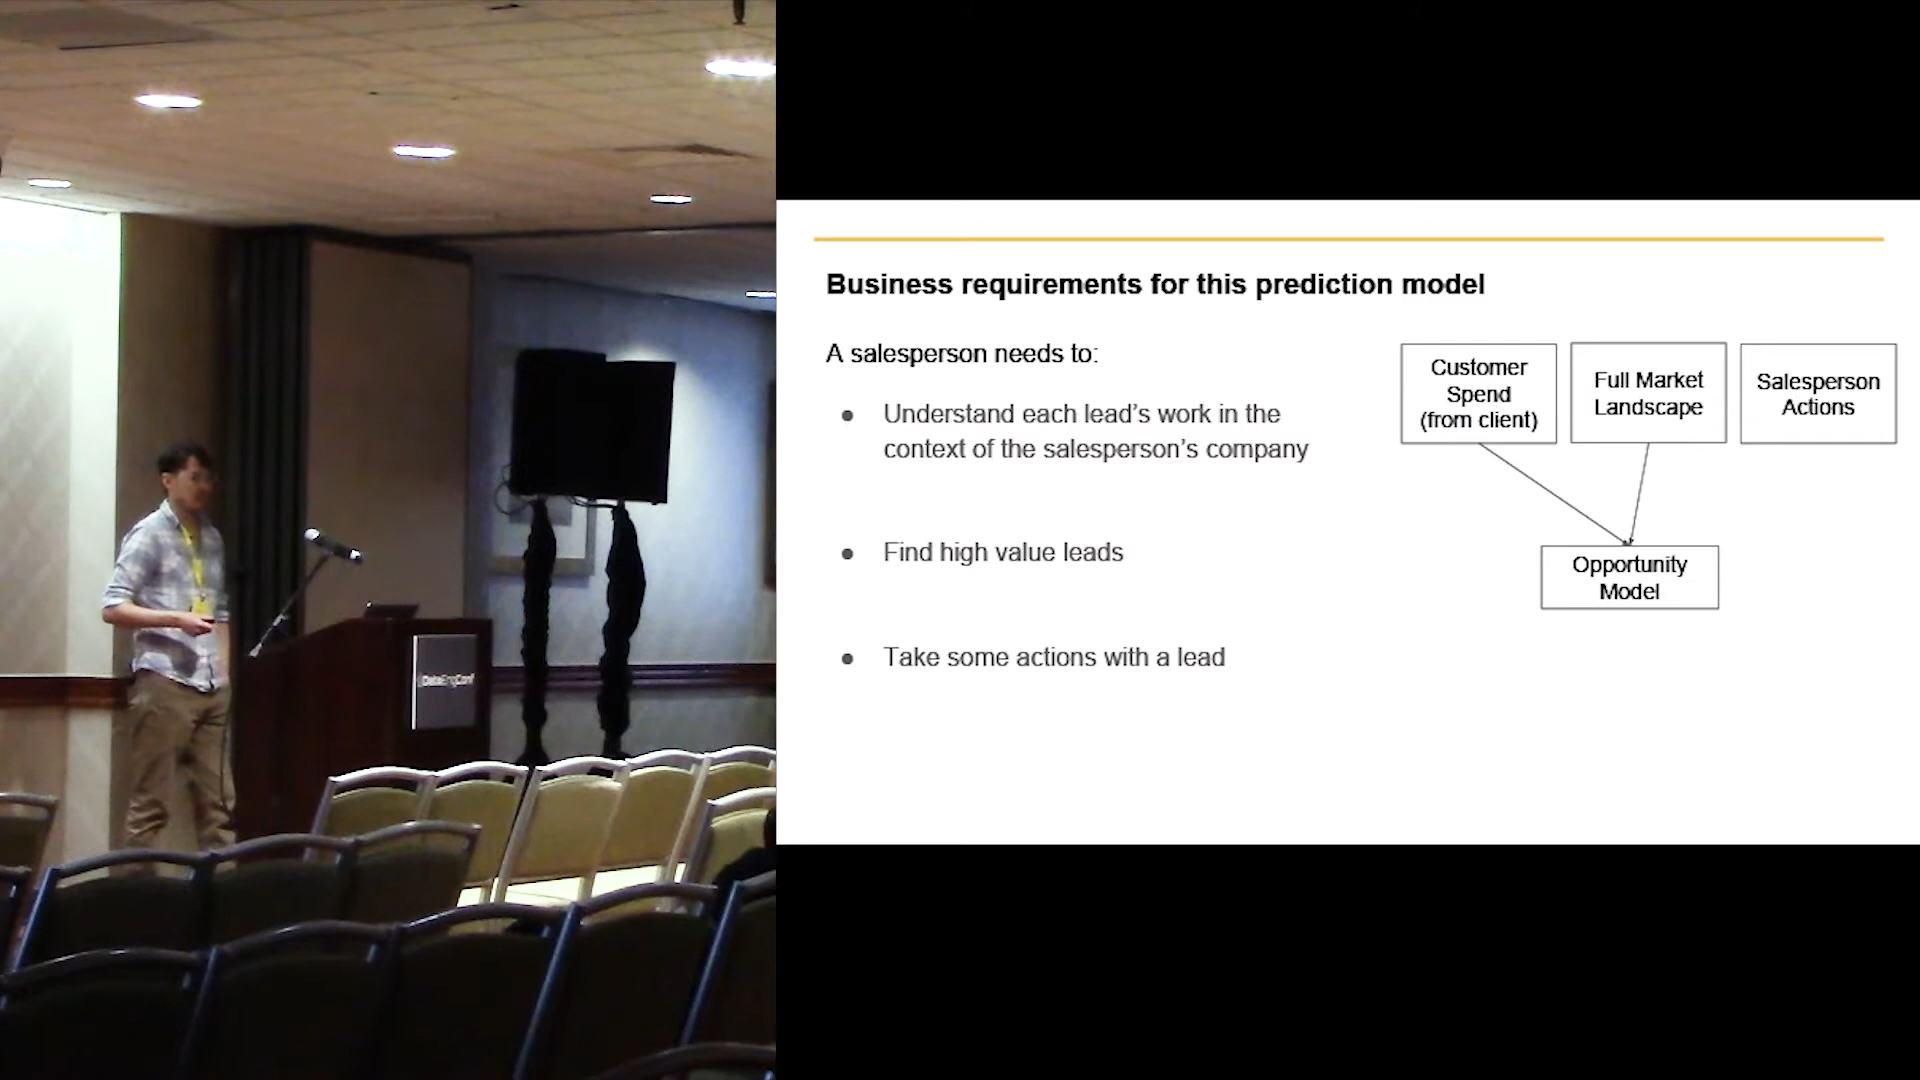 Business requirements for this prediction model
A salesperson needs to:
● Understand each lead's work in the
context of the salesperson's company
● Find high value leads
● Take some actions with a lead
Customer
Spend
(from client)
Full Market
Landscape
Salesperson
Actions
Opportunity
Model
DataEngConf